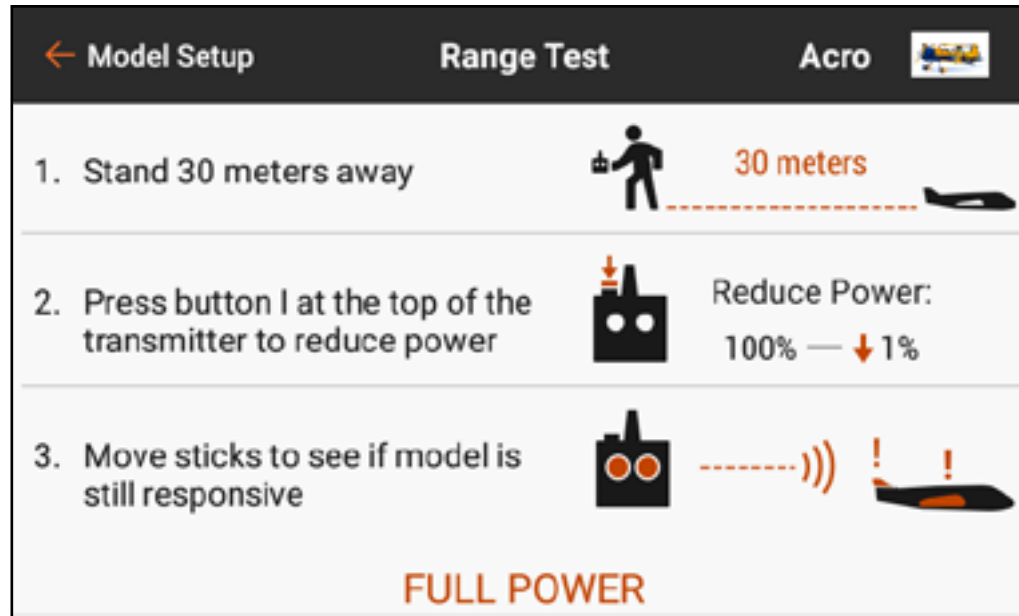 ← Model Setup Range Test Acro
1. Stand 30 meters away 30 meters
2. Press button I at the top of the
transmitter to reduce power
Reduce Power:
100% — ↓ 1%
3. Move sticks to see if model is
still responsive
! !
FULL POWER